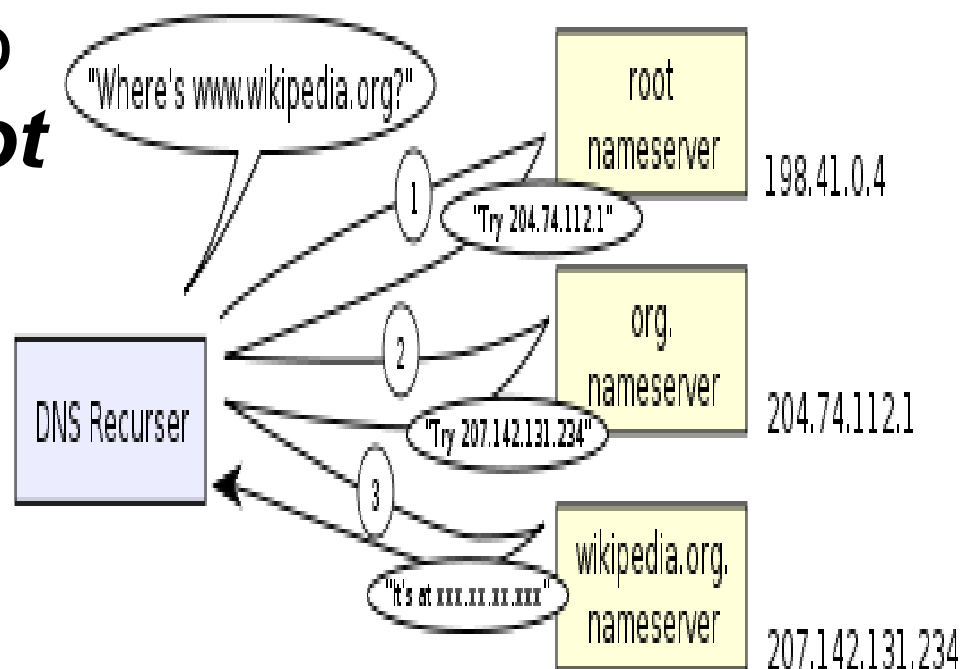 "Where's www.wikipedia.org?"
root
nameserver
198.41.0.4
1
"Try 204.74.112.1"
org.
nameserver
204.74.112.1
2
"Try 207.142.131.234"
DNS Recurser
3
wikipedia.org.
nameserver
207.142.131.234
"It's at xxx.xx.xx.xxx"